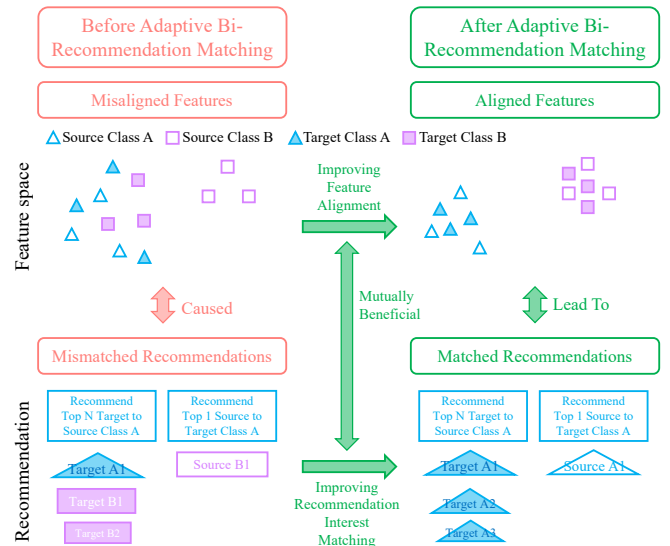 Before Adaptive Bi-
Recommendation Matching
After Adaptive Bi-
Recommendation Matching
Misaligned Features
Aligned Features
Source Class A
Source Class B
Target Class A
Target Class B
Feature space
Improving
Feature
Alignment
Caused
Mutually
Beneficial
Lead To
Mismatched Recommendations
Matched Recommendations
Recommendation
Recommend
Top N Target to
Source Class A
Recommend
Top 1 Source to
Target Class A
Recommend
Top N Target to
Source Class A
Recommend
Top 1 Source to
Target Class A
Target A1
Source B1
Target B1
Target B2
Improving
Recommendation
Interest
Matching
Target A1
Source A1
Target A2
Target A3